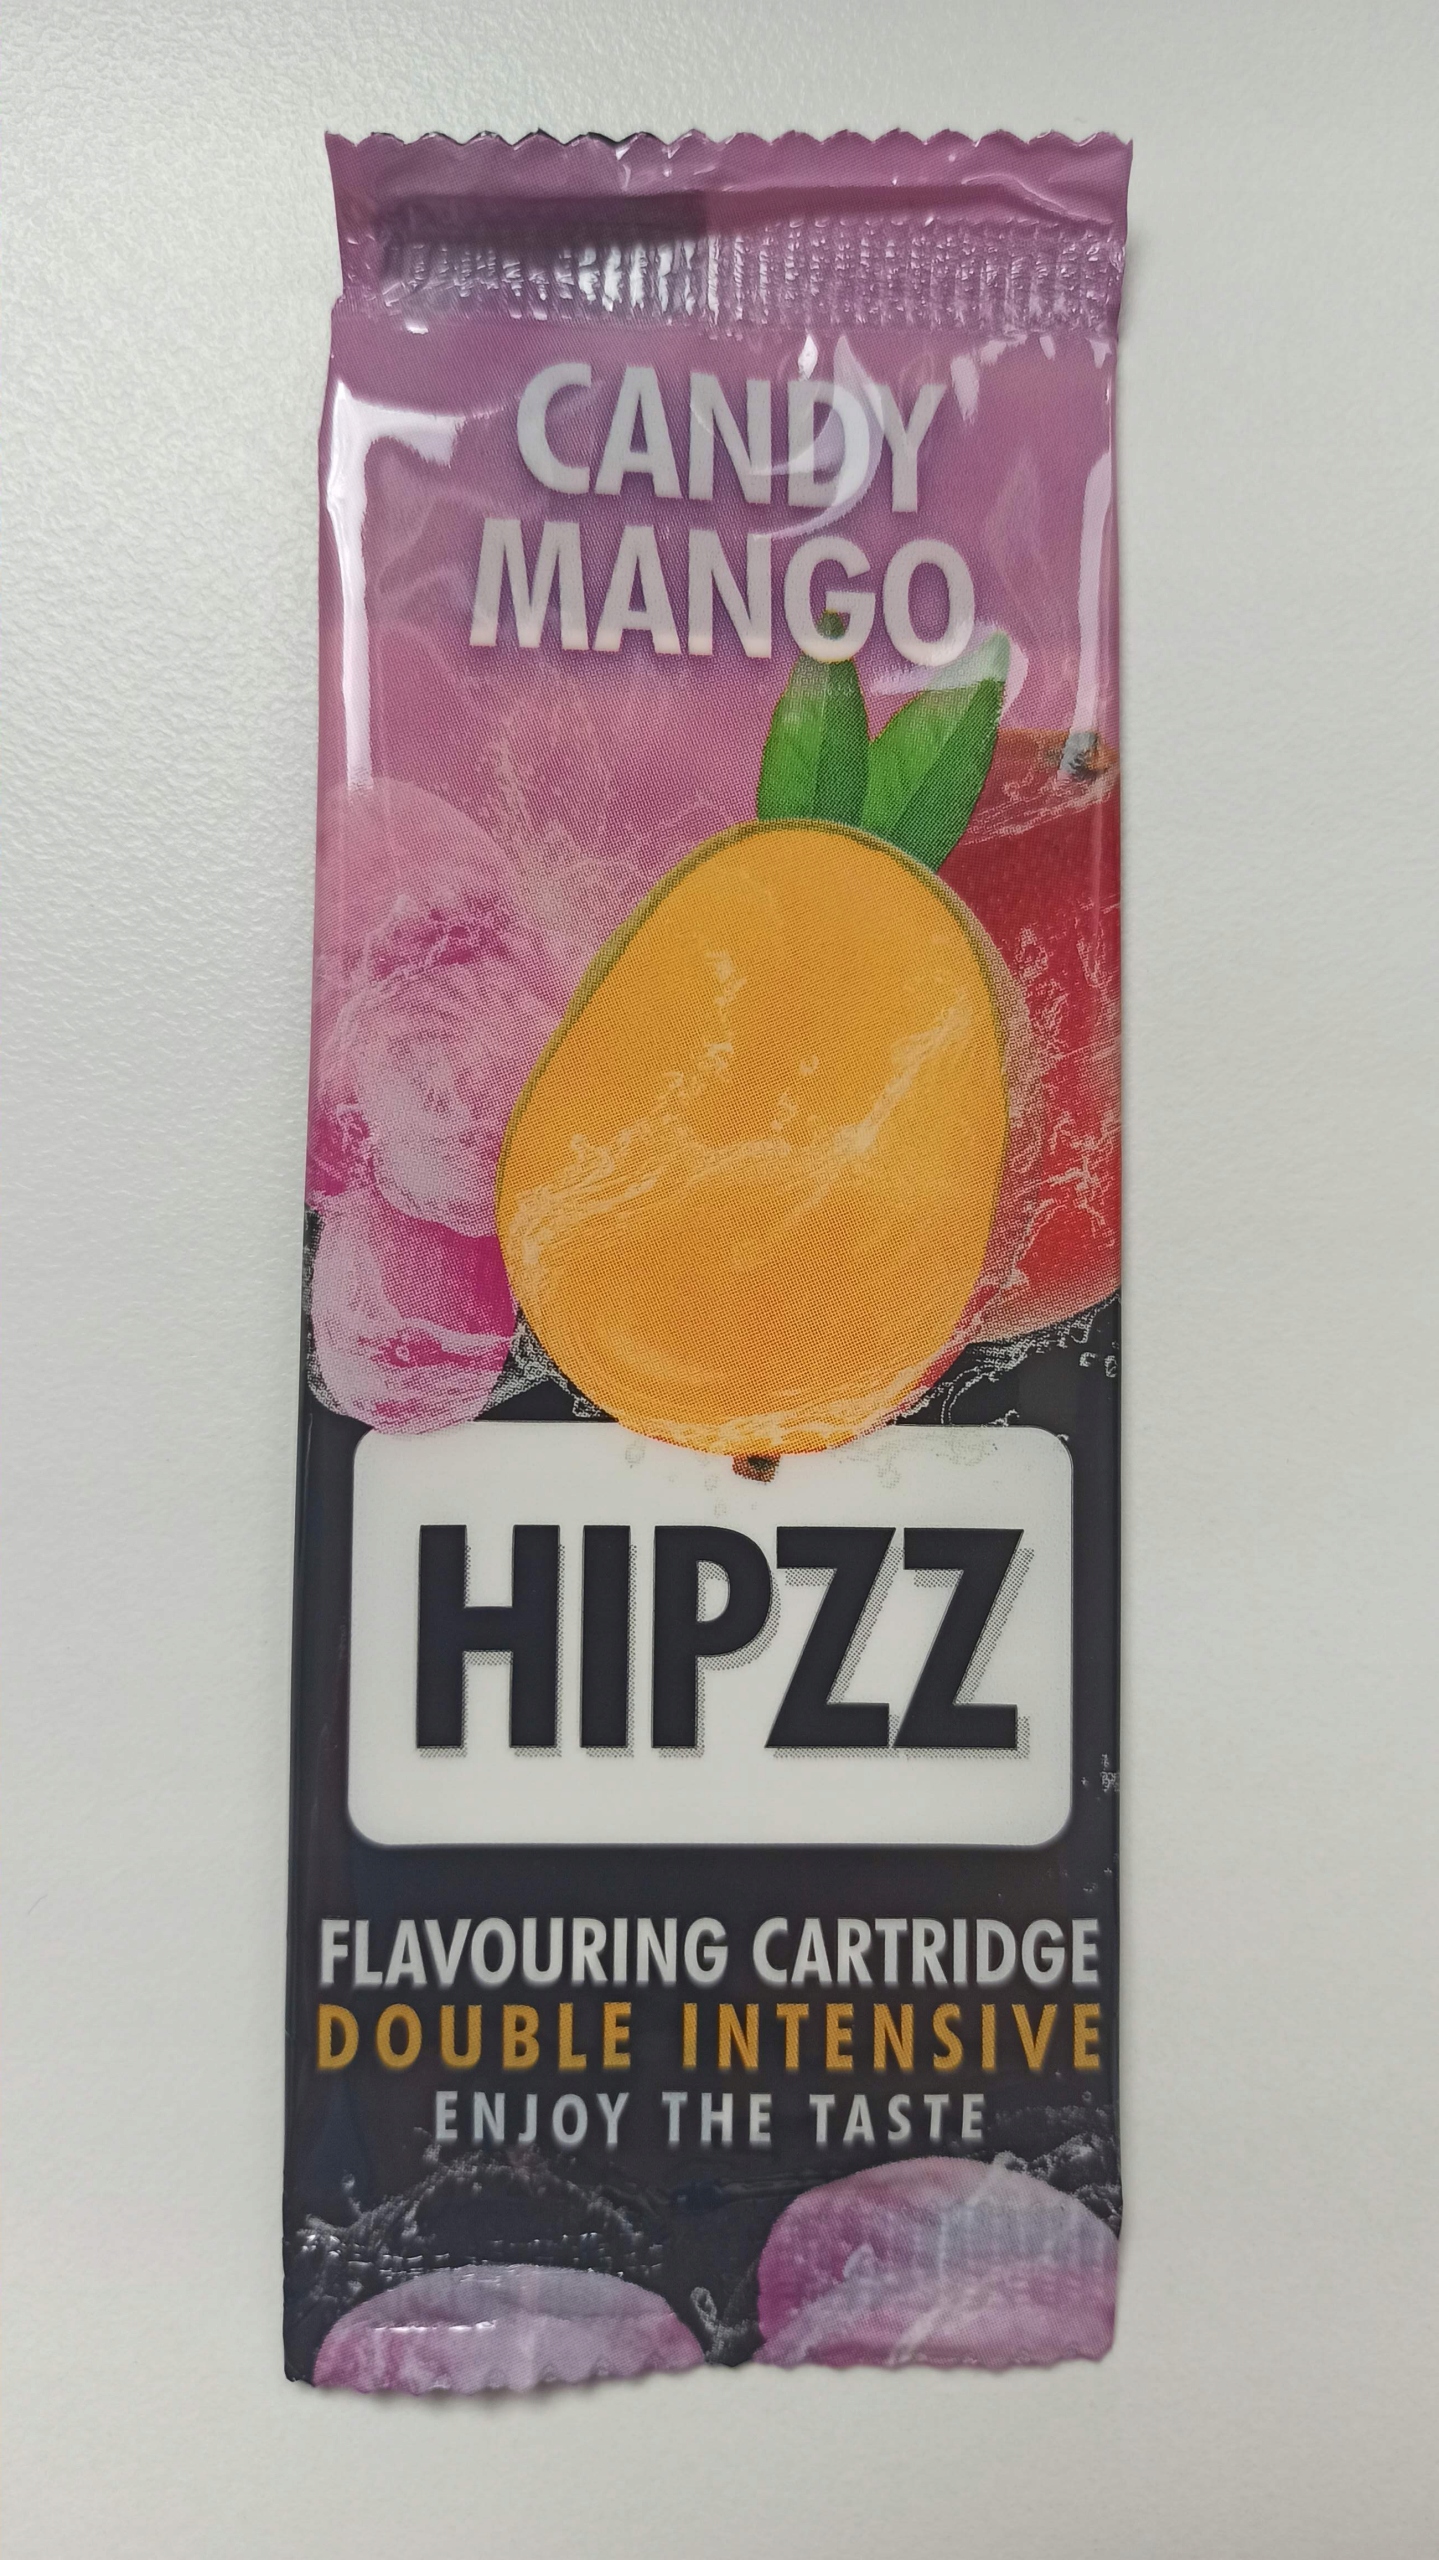 CANDY
MANGO
HIPZZ
FLAVOURING CARTRIDGE
DOUBLE INTENSIVE
ENJOY THE TASTE